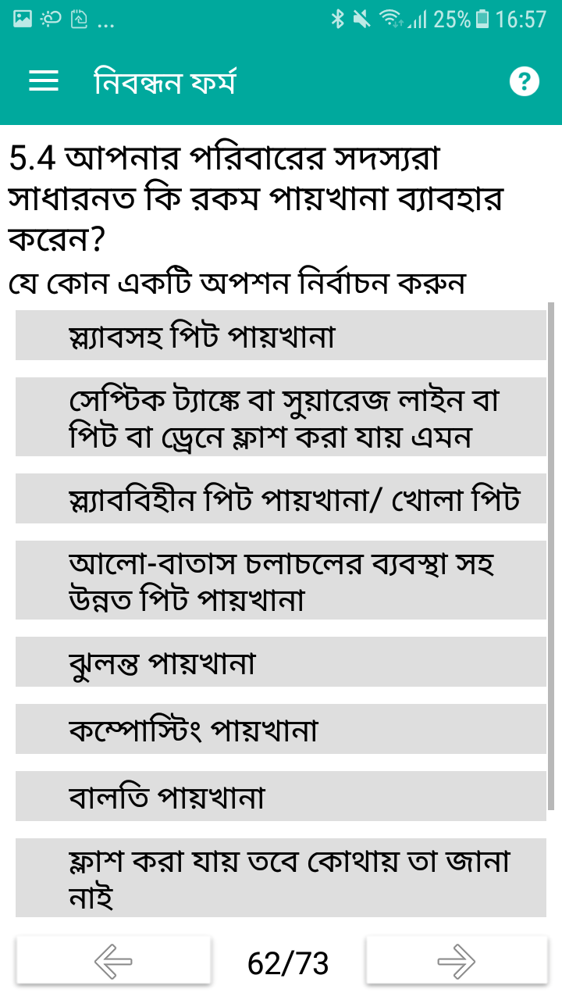 ... 25% 16:57
নিবন্ধন ফর্ম ?
5.4 আপনার পরিবারের সদস্যরা
সাধারনত কি রকম পায়খানা ব্যাবহার
করেন?
যে কোন একটি অপশন নির্বাচন করুন
স্ল্যাবসহ পিট পায়খানা
সেপ্টিক ট্যাঙ্কে বা সুয়ারেজ লাইন বা
পিট বা ড্রেনে ফ্লাশ করা যায় এমন
স্ল্যাববিহীন পিট পায়খানা/ খোলা পিট
আলো-বাতাস চলাচলের ব্যবস্থা সহ
উন্নত পিট পায়খানা
ঝুলন্ত পায়খানা
কম্পোস্টিং পায়খানা
বালতি পায়খানা
ফ্লাশ করা যায় তবে কোথায় তা জানা
নাই
62/73